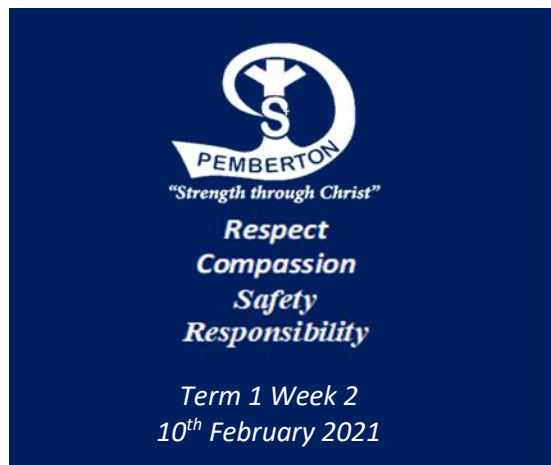 S
PEMBERTON
“Strength through Christ”
Respect
Compassion
Safety
Responsibility
Term 1 Week 2
10th February 2021